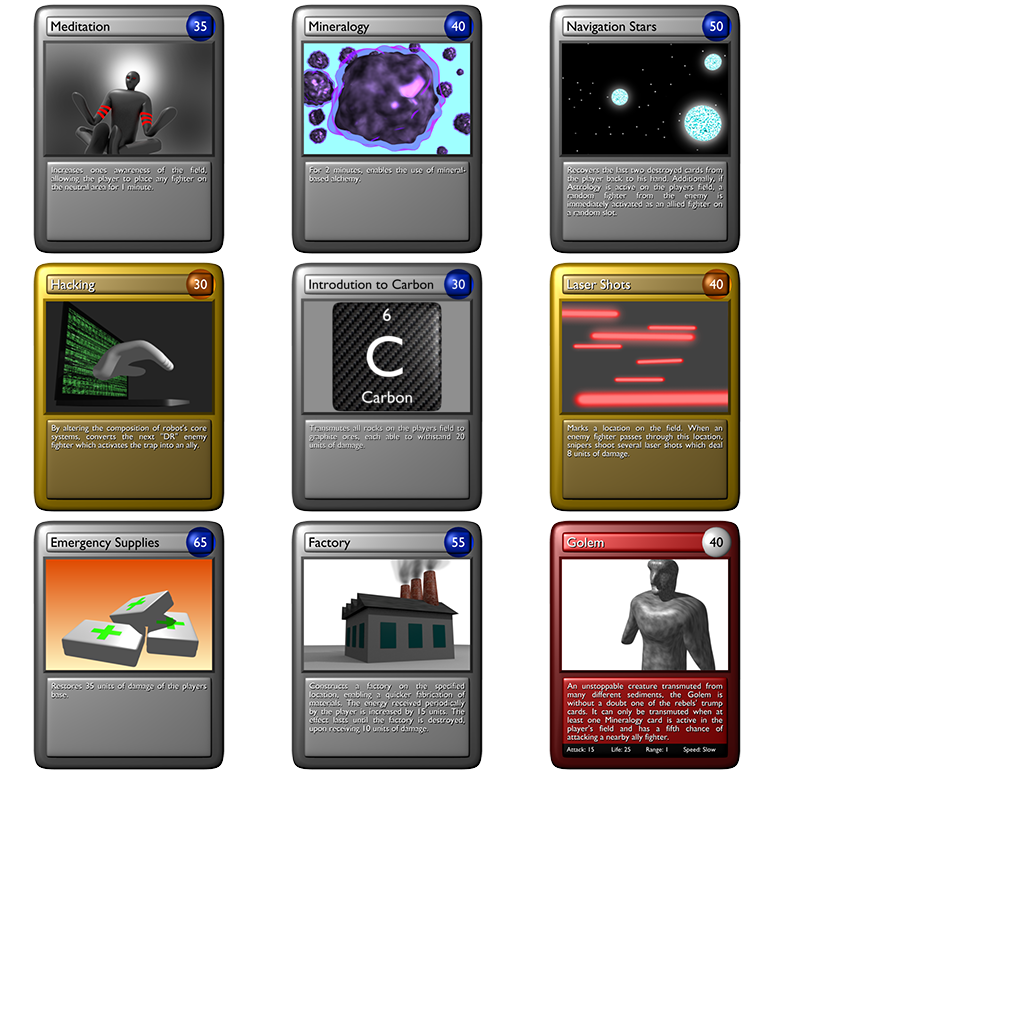 Meditation 35
Increases ones awareness of the field,
allowing the player to place any fighter on
the neutral area for 1 minute.
Mineralogy 40
For 2 minutes, enables the use of mineral-
based alchemy.
Navigation Stars 50
Recovers the last two destroyed cards from
the player back to his hand. Additionally, if
Astrology is active on the players field, a
random fighter from the enemy is
immediately activated as an allied fighter on
a random slot.
Hacking 30
By altering the composition of robot's core
systems, converts the next "DR" enemy
fighter which activates the trap into an ally.
Introdution to Carbon 30
6
C
Carbon
Transmutes all rocks on the players field to
graphite ores, each able to withstand 20
units of damage.
Laser Shots 40
Marks a location on the field. When an
enemy fighter passes through this location,
snipers shoot several laser shots which deal
8 units of damage.
Emergency Supplies 65
Restores 35 units of damage of the players
base.
Factory 55
Constructs a factory on the specified
location, enabling a quicker fabrication of
materials. The energy received periodically
by the player is increased by 15 units. The
effect lasts until the factory is destroyed,
upon receiving 10 units of damage.
Golem 40
An unstoppable creature transmuted from
many different sediments, the Golem is
without a doubt one of the rebels' trump
cards. It can only be transmuted when at
least one Mineralogy card is active in the
player's field and has a fifth chance of
attacking a nearby ally fighter.
Attack: 15 Life: 25 Range: 1 Speed: Slow